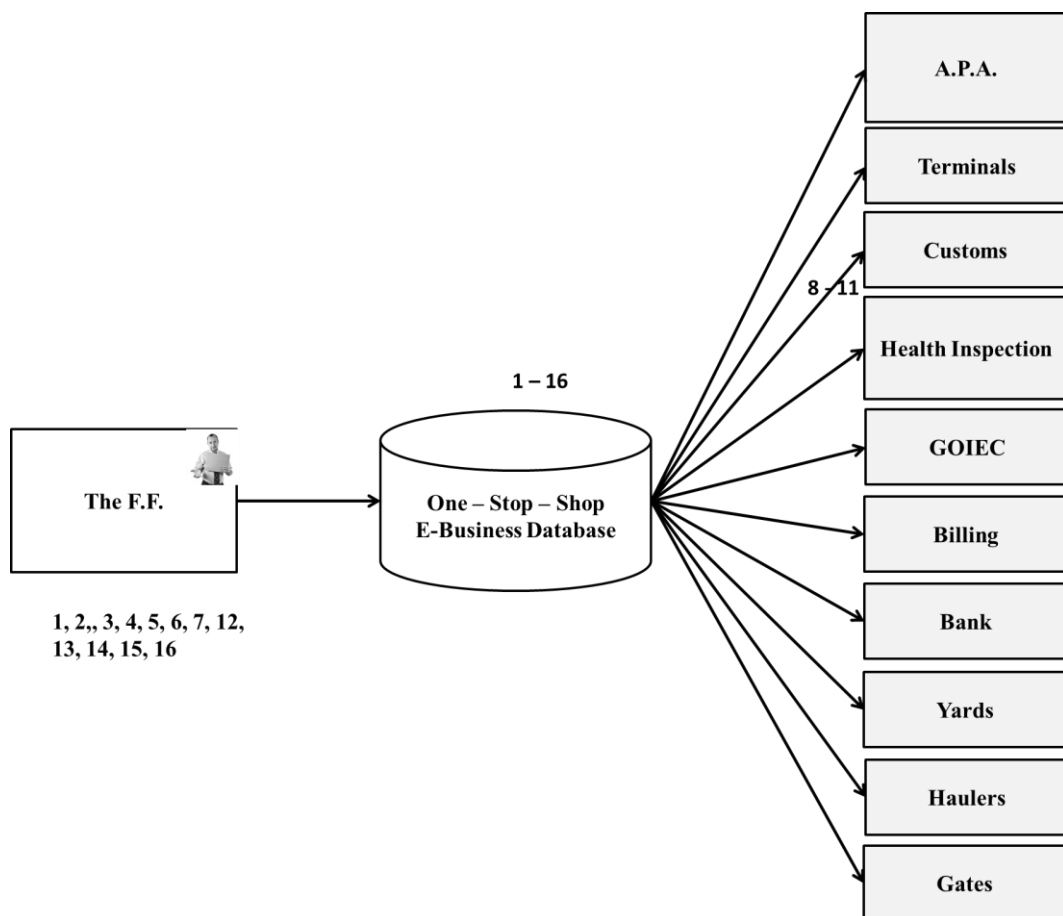 A.P.A.
Terminals
Customs
8 - 11
Health Inspection
1 – 16
The F.F.
One – Stop – Shop
E-Business Database
GOIEC
Billing
Bank
1, 2,, 3, 4, 5, 6, 7, 12,
13, 14, 15, 16
Yards
Haulers
Gates